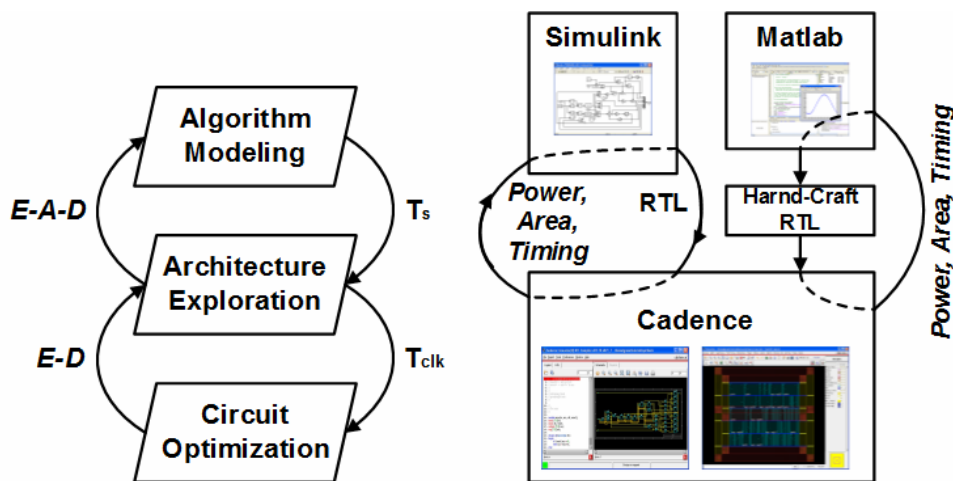 Algorithm
Modeling
E-A-D
Ts
Architecture
Exploration
E-D
Tclk
Circuit
Optimization
Simulink
Matlab
Power,
Area,
Timing
RTL
Harnd-Craft
RTL
Power, Area, Timing
Cadence